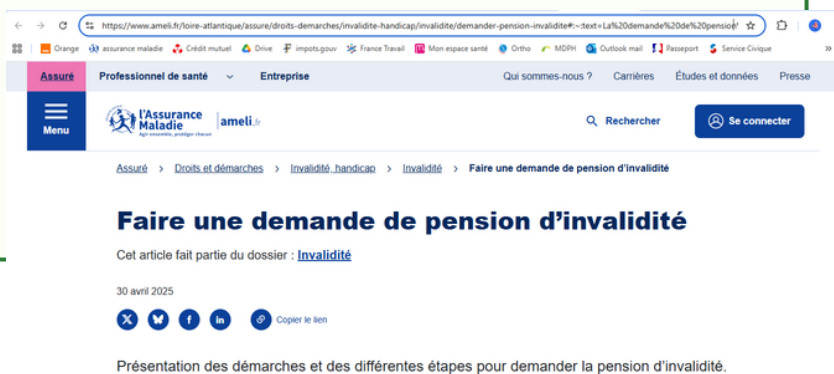 https://www.ameli.fr/loire-atlantique/assure/droits-demarches/invalidite-handicap/invalidite/demander-pension-invalidite#:~:text=La%20demande%20de%20pension
Orange assurance maladie Crédit mutuel Drive impots.gouv France Travail Mon espace santé Ortho MDPH Outlook mail Passeport Service Civique
Assuré Professionnel de santé Entreprise Qui sommes-nous ? Carrières Études et données Presse
Menu l'Assurance Maladie Agir ensemble, protéger chacun ameli.fr Rechercher Se connecter
Assuré > Droits et démarches > Invalidité, handicap > Invalidité > Faire une demande de pension d'invalidité
Faire une demande de pension d'invalidité
Cet article fait partie du dossier : Invalidité
30 avril 2025
Copier le lien
Présentation des démarches et des différentes étapes pour demander la pension d'invalidité.